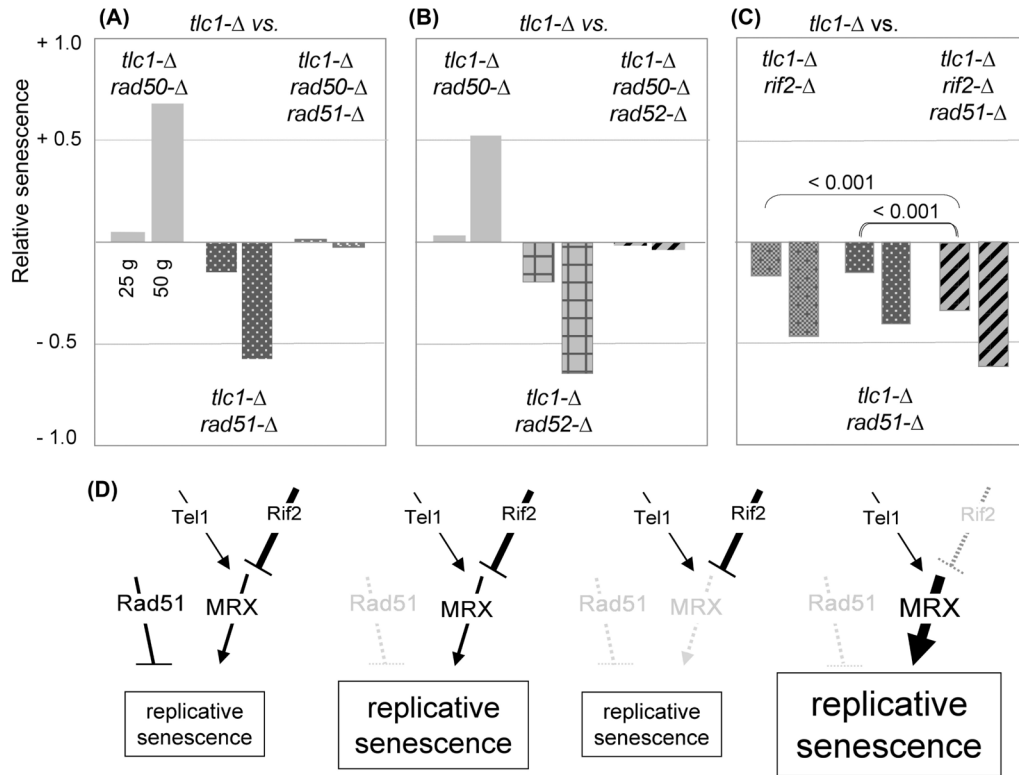 (A)
tlc1-Δ vs.
(B)
tlc1-Δ vs.
(C)
tlc1-Δ vs.
Relative senescence
+ 1.0
+ 0.5
0
- 0.5
- 1.0
tlc1-Δ
rad50-Δ
tlc1-Δ
rad50-Δ
rad51-Δ
25 g
50 g
tlc1-Δ
rad51-Δ
tlc1-Δ
rad50-Δ
tlc1-Δ
rad50-Δ
rad52-Δ
tlc1-Δ
rad52-Δ
tlc1-Δ
rif2-Δ
tlc1-Δ
rif2-Δ
rad51-Δ
< 0.001
< 0.001
tlc1-Δ
rad51-Δ
(D)
Tel1
Rif2
Rad51
MRX
replicative
senescence
Tel1
Rif2
Rad51
MRX
replicative
senescence
Tel1
Rif2
Rad51
MRX
replicative
senescence
Tel1
Rif2
Rad51
MRX
replicative
senescence